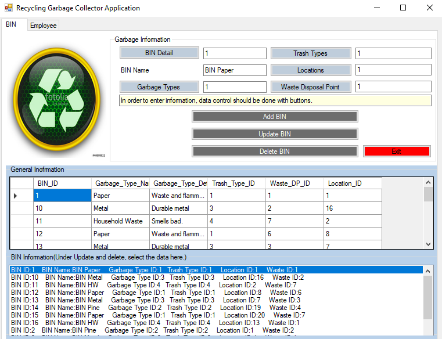 Recycling Garbage Collector Application
BIN Employee
Garbage Information
BIN Detail 1 Trash Types 1
BIN Name BIN Paper Locations 1
Garbage Types 1 Waste Disposal Point 1
In order to enter information, data control should be done with buttons.
Add BIN
Update BIN
Delete BIN Exit
General Inofrmation
BIN_ID Garbage_Type_Na Garbage_Type_Det Trash_Type_ID Waste_DP_ID Location_ID
1 Paper Waste and flamm... 1 1 1
10 Metal Durable metal 3 2 16
11 Household Waste Smells bad. 4 7 2
12 Paper Waste and flamm... 1 6 8
13 Metal Durable metal 3 3 7
BIN Information(Under Update and delete, select the data here.)
BIN ID:1 BIN Name:BIN Paper Garbage Type ID:1 Trash Type ID:1 Location ID:1 Waste ID:1
BIN ID:10 BIN Name:BIN Metal Garbage Type ID:3 Trash Type ID:3 Location ID:16 Waste ID:2
BIN ID:11 BIN Name:BIN HW Garbage Type ID:4 Trash Type ID:4 Location ID:2 Waste ID:7
BIN ID:12 BIN Name:BIN Paper Garbage Type ID:1 Trash Type ID:1 Location ID:8 Waste ID:6
BIN ID:13 BIN Name:BIN Metal Garbage Type ID:3 Trash Type ID:3 Location ID:7 Waste ID:3
BIN ID:14 BIN Name:BIN Pine Garbage Type ID:2 Trash Type ID:2 Location ID:19 Waste ID:4
BIN ID:15 BIN Name:BIN Paper Garbage Type ID:1 Trash Type ID:1 Location ID:20 Waste ID:7
BIN ID:16 BIN Name:BIN HW Garbage Type ID:4 Trash Type ID:4 Location ID:13 Waste ID:1
BIN ID:2 BIN Name:BIN Pine Garbage Type ID:2 Trash Type ID:2 Location ID:1 Waste ID:2